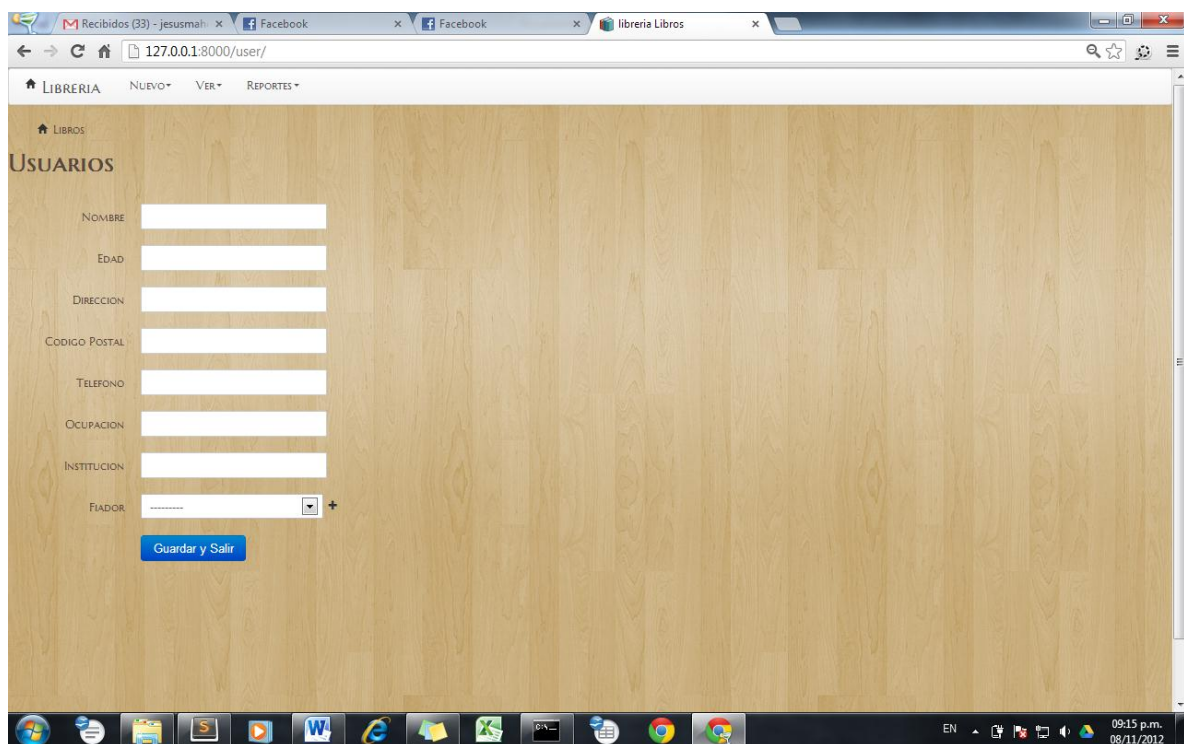 Recibidos (33) - jesusmah
Facebook
Facebook
libreria Libros
127.0.0.1:8000/user/
LIBRERIA NUEVO VER REPORTES
LIBROS
USUARIOS
NOMBRE
EDAD
DIRECCION
CODIGO POSTAL
TELEFONO
OCUPACION
INSTITUCION
FIADOR ---------
Guardar y Salir
EN 09:15 p.m.
08/11/2012